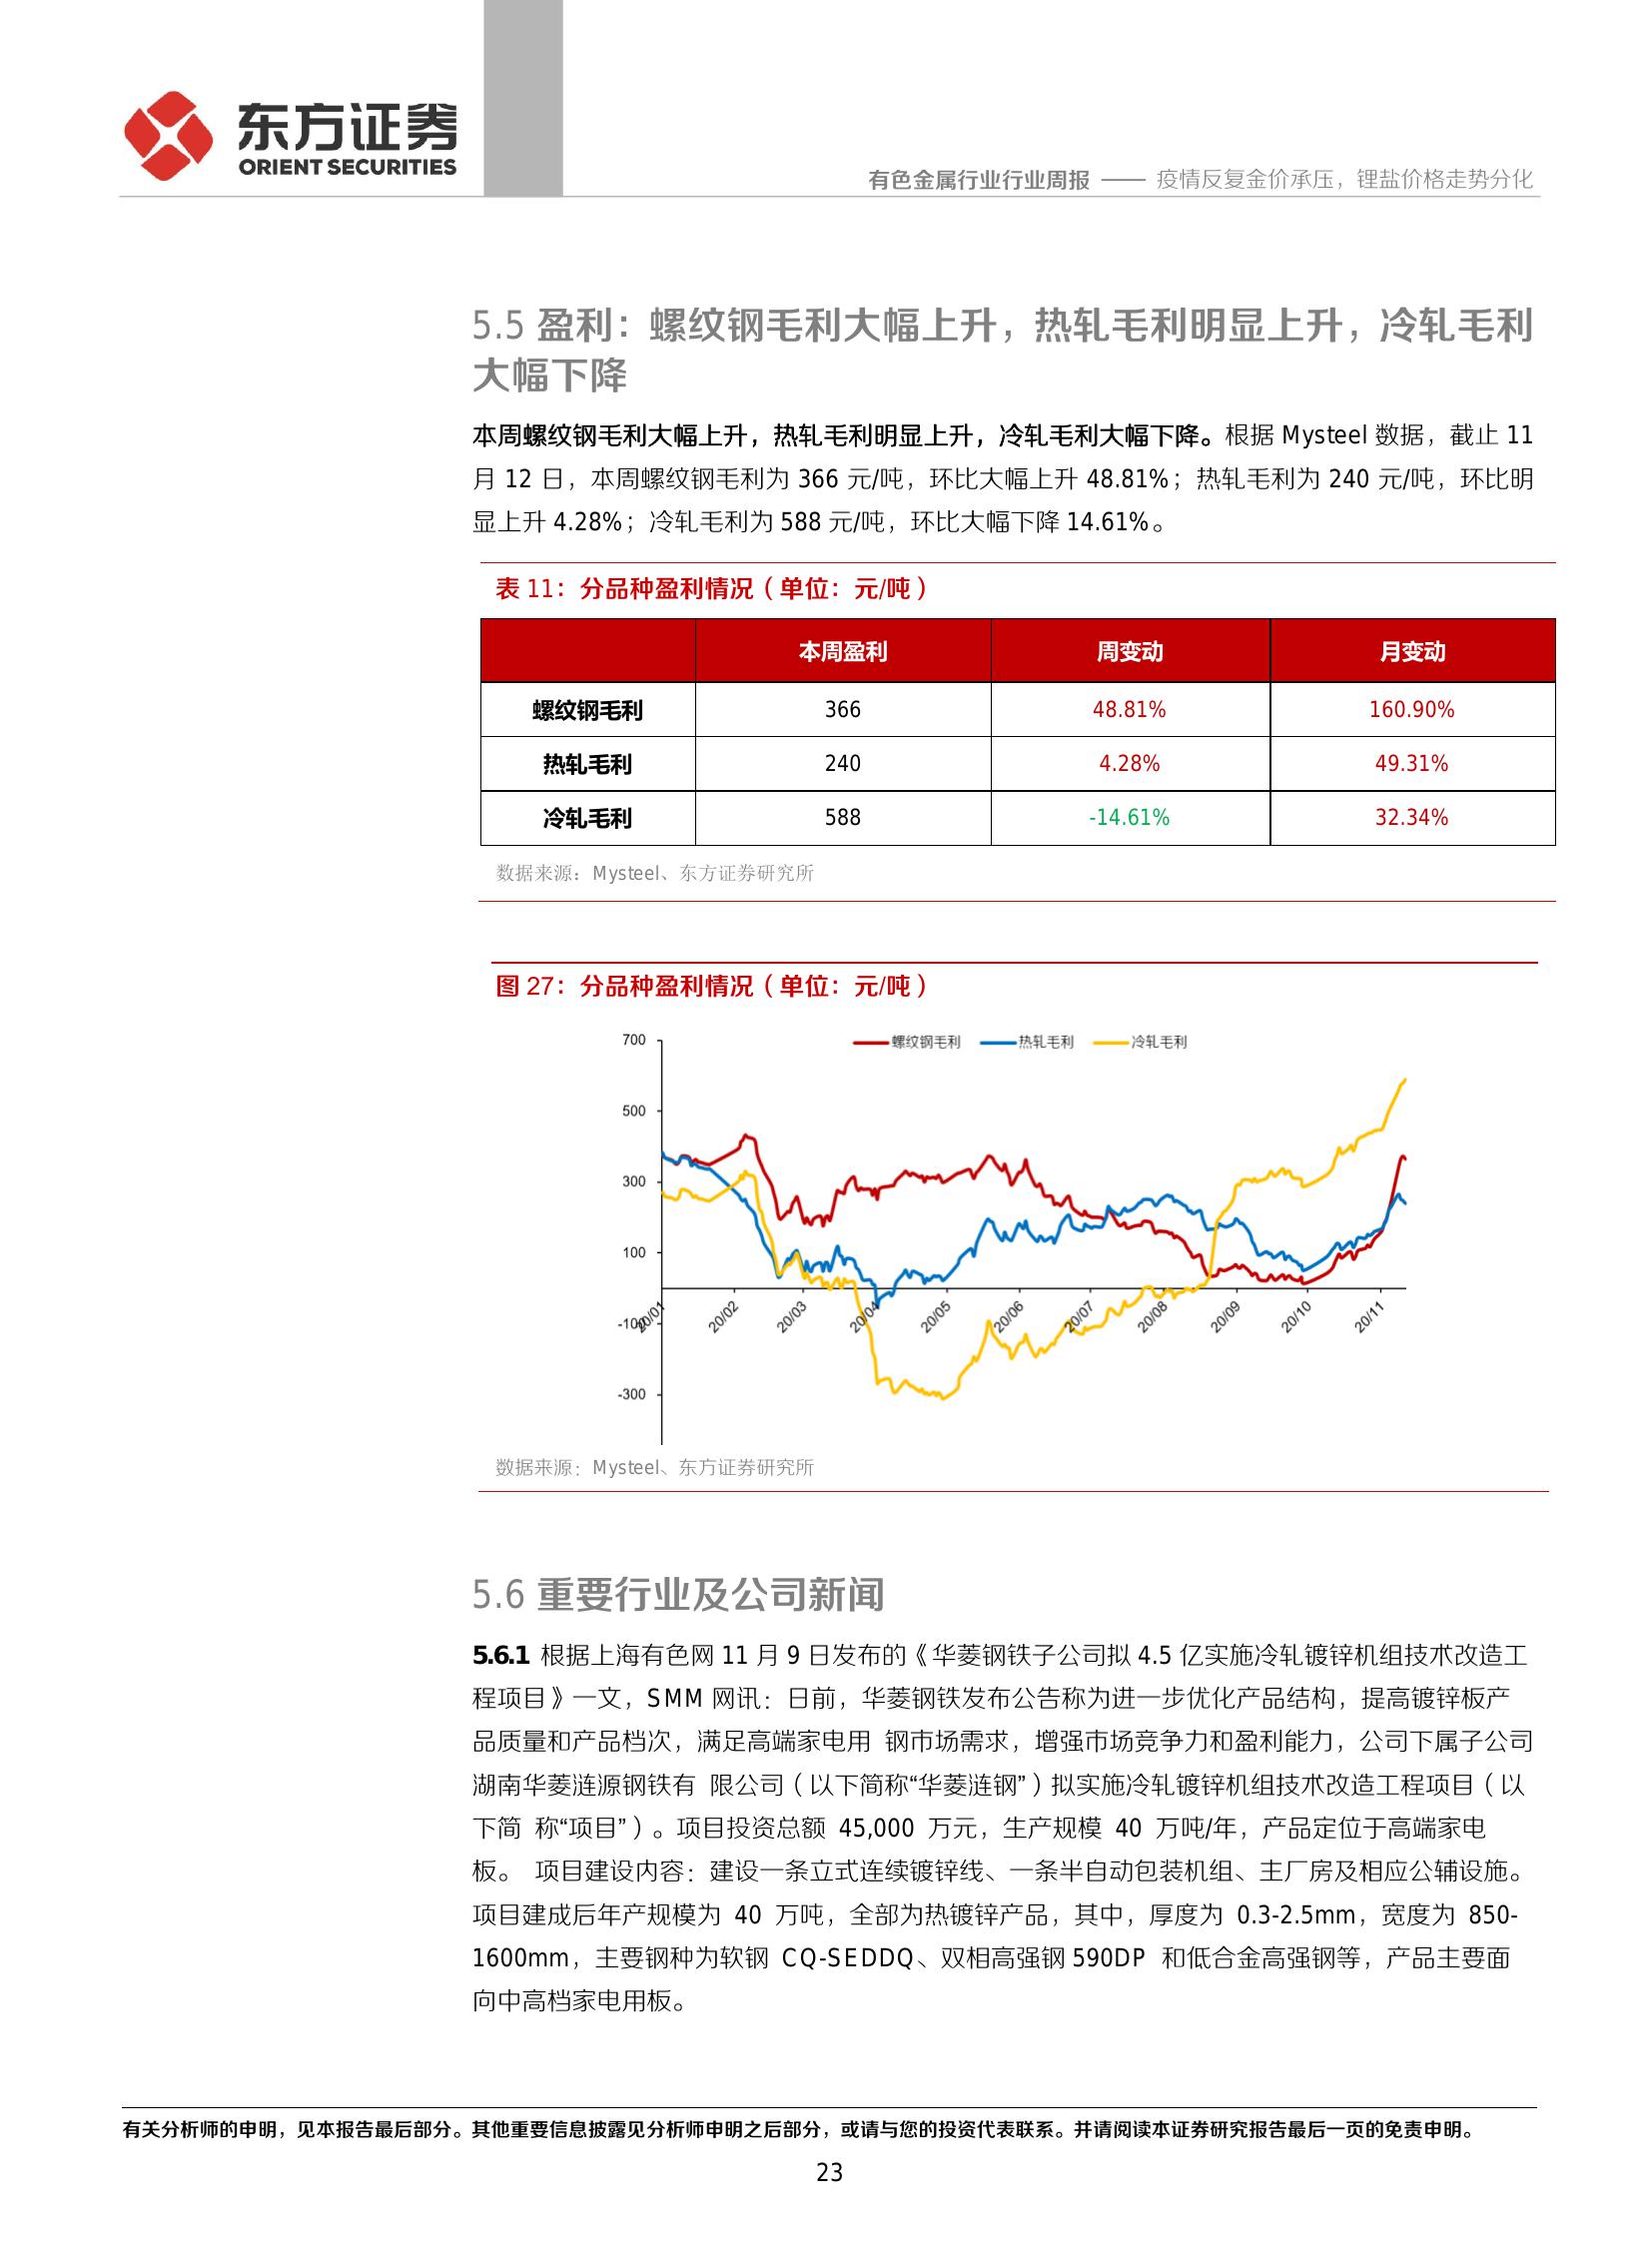 东方证券
ORIENT SECURITIES
有色金属行业行业周报 —— 疫情反复金价承压，锂盐价格走势分化
5.5 盈利：螺纹钢毛利大幅上升，热轧毛利明显上升，冷轧毛利
大幅下降
本周螺纹钢毛利大幅上升，热轧毛利明显上升，冷轧毛利大幅下降。根据 Mysteel 数据，截止 11
月 12 日，本周螺纹钢毛利为 366 元/吨，环比大幅上升 48.81%；热轧毛利为 240 元/吨，环比明
显上升 4.28%；冷轧毛利为 588 元/吨，环比大幅下降 14.61%。
表 11：分品种盈利情况（单位：元/吨）
本周盈利 周变动 月变动
螺纹钢毛利 366 48.81% 160.90%
热轧毛利 240 4.28% 49.31%
冷轧毛利 588 -14.61% 32.34%
数据来源：Mysteel、东方证券研究所
图 27：分品种盈利情况（单位：元/吨）
螺纹钢毛利 热轧毛利 冷轧毛利
700
500
300
100
-100
-300
20/01 20/02 20/03 20/04 20/05 20/06 20/07 20/08 20/09 20/10 20/11
数据来源：Mysteel、东方证券研究所
5.6 重要行业及公司新闻
5.6.1 根据上海有色网 11 月 9 日发布的《华菱钢铁子公司拟 4.5 亿实施冷轧镀锌机组技术改造工
程项目》一文，SMM 网讯：日前，华菱钢铁发布公告称为进一步优化产品结构，提高镀锌板产
品质量和产品档次，满足高端家电用 钢市场需求，增强市场竞争力和盈利能力，公司下属子公司
湖南华菱涟源钢铁有 限公司（以下简称“华菱涟钢”）拟实施冷轧镀锌机组技术改造工程项目（以
下简 称“项目”）。项目投资总额 45,000 万元，生产规模 40 万吨/年，产品定位于高端家电
板。 项目建设内容：建设一条立式连续镀锌线、一条半自动包装机组、主厂房及相应公辅设施。
项目建成后年产规模为 40 万吨，全部为热镀锌产品，其中，厚度为 0.3-2.5mm，宽度为 850-
1600mm，主要钢种为软钢 CQ-SEDDQ、双相高强钢 590DP 和低合金高强钢等，产品主要面
向中高档家电用板。
有关分析师的申明，见本报告最后部分。其他重要信息披露见分析师申明之后部分，或请与您的投资代表联系。并请阅读本证券研究报告最后一页的免责申明。
23